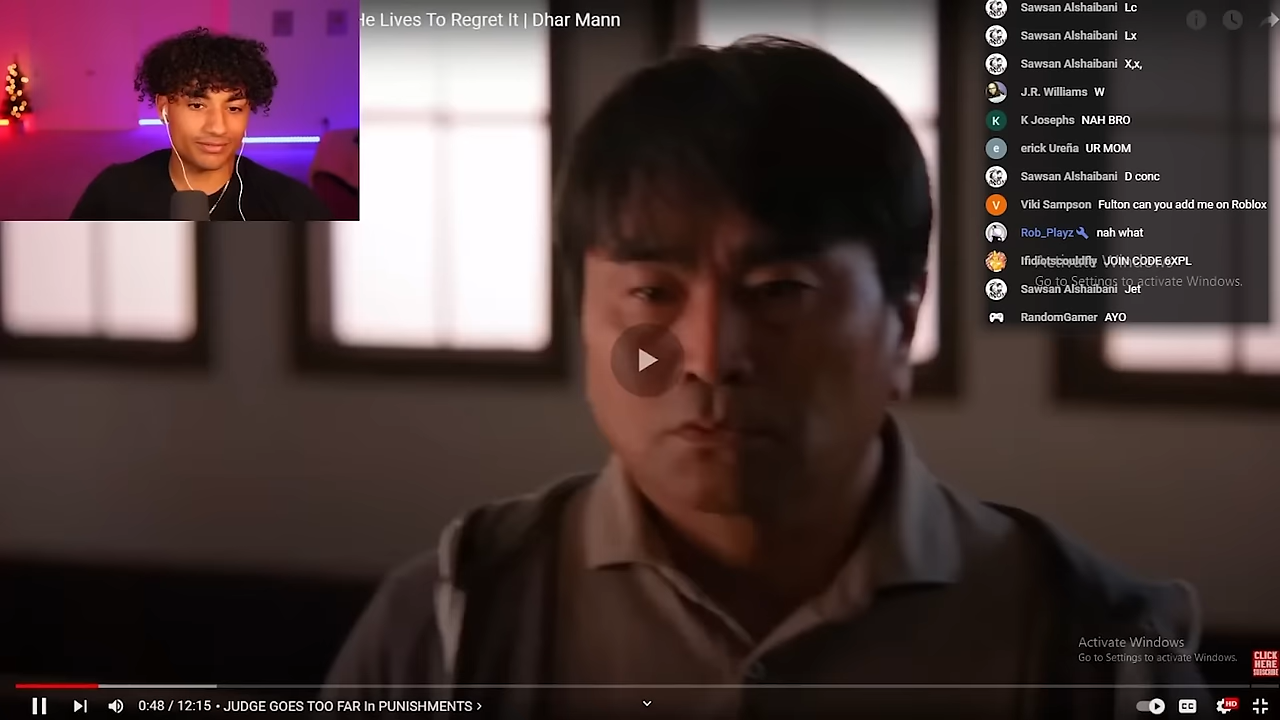 He Lives To Regret It | Dhar Mann
Sawsan Alshaibani Lc
Sawsan Alshaibani Lx
Sawsan Alshaibani X,x,
J.R. Williams W
K K Josephs NAH BRO
e erick Ureña UR MOM
Sawsan Alshaibani D conc
V Viki Sampson Fulton can you add me on Roblox
Rob_Playz nah what
JOIN CODE 6XPL
Go to Settings to activate Windows.
Sawsan Alshaibani Jet
RandomGamer AYO
Activate Windows
Go to Settings to activate Windows.
CLICK
HERE
SUBSCRIBE
0:48 / 12:15 • JUDGE GOES TOO FAR In PUNISHMENTS ›
CC
HD